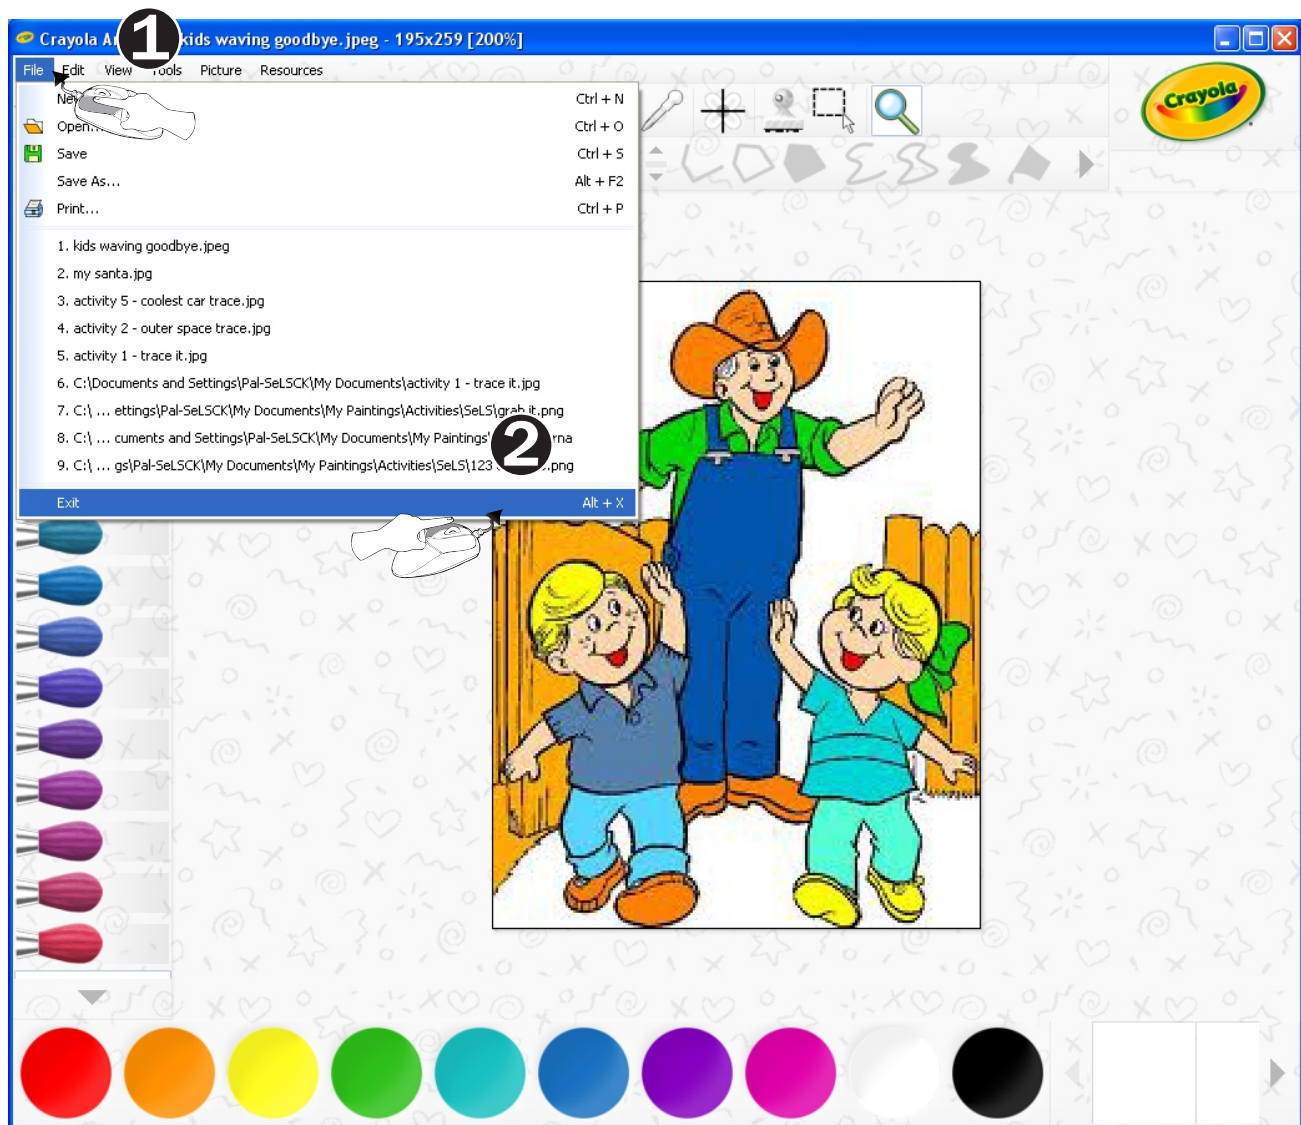 Crayola A kids waving goodbye.jpeg - 195x259 [200%]
1
File Edit View Tools Picture Resources
Crayola
Ne Ctrl + N
Open... Ctrl + O
Save Ctrl + S
Save As... Alt + F2
Print... Ctrl + P
1. kids waving goodbye.jpeg
2. my santa.jpg
3. activity 5 - coolest car trace.jpg
4. activity 2 - outer space trace.jpg
5. activity 1 - trace it.jpg
6. C:\Documents and Settings\Pal-SeLSCK\My Documents\activity 1 - trace it.jpg
7. C:\ ... ettings\Pal-SeLSCK\My Documents\My Paintings\Activities\SeLS\grab it.png
8. C:\ ... cuments and Settings\Pal-SeLSCK\My Documents\My Paintings\ rna
2
9. C:\ ... gs\Pal-SeLSCK\My Documents\My Paintings\Activities\SeLS\123 .png
Exit Alt + X